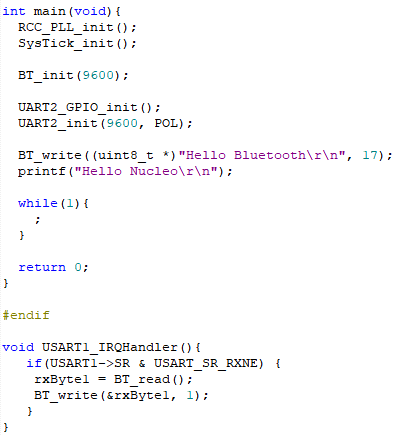 int main(void){
  RCC_PLL_init();
  SysTick_init();

  BT_init(9600);

  UART2_GPIO_init();
  UART2_init(9600, POL);

  BT_write((uint8_t *)"Hello Bluetooth\r\n", 17);
  printf("Hello Nucleo\r\n");

  while(1){
    ;
  }

  return 0;
}

#endif

void USART1_IRQHandler(){
   if(USART1->SR & USART_SR_RXNE) {
    rxByte1 = BT_read();
    BT_write(&rxByte1, 1);
   }
}